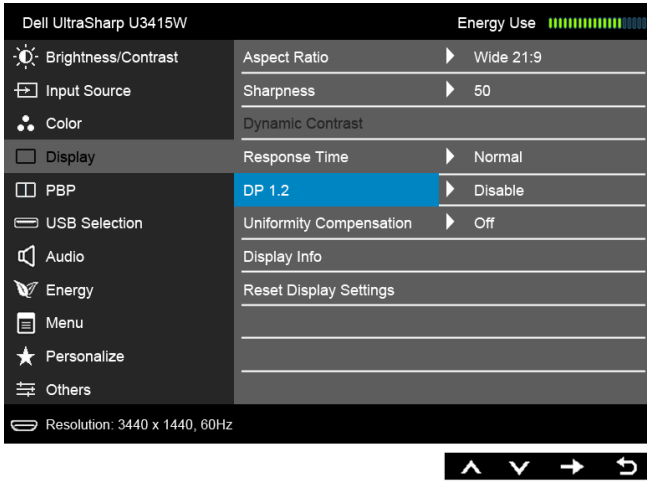 Dell UltraSharp U3415W Energy Use
Brightness/Contrast Aspect Ratio Wide 21:9
Input Source Sharpness 50
Color Dynamic Contrast
Display Response Time Normal
PBP DP 1.2 Disable
USB Selection Uniformity Compensation Off
Audio Display Info
Energy Reset Display Settings
Menu
Personalize
Others
Resolution: 3440 x 1440, 60Hz